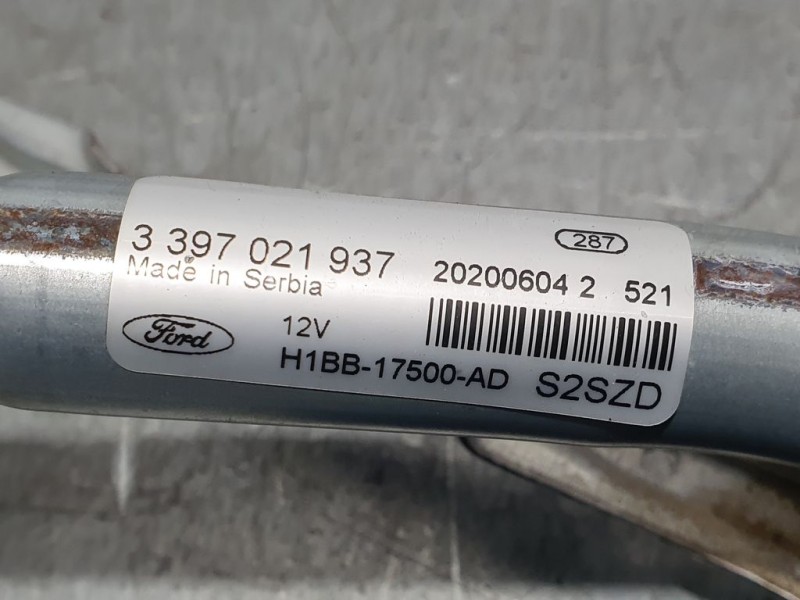 287
3 397 021 937
20200604 2 521
Made in Serbia
Ford
12V
H1BB-17500-AD S2SZD